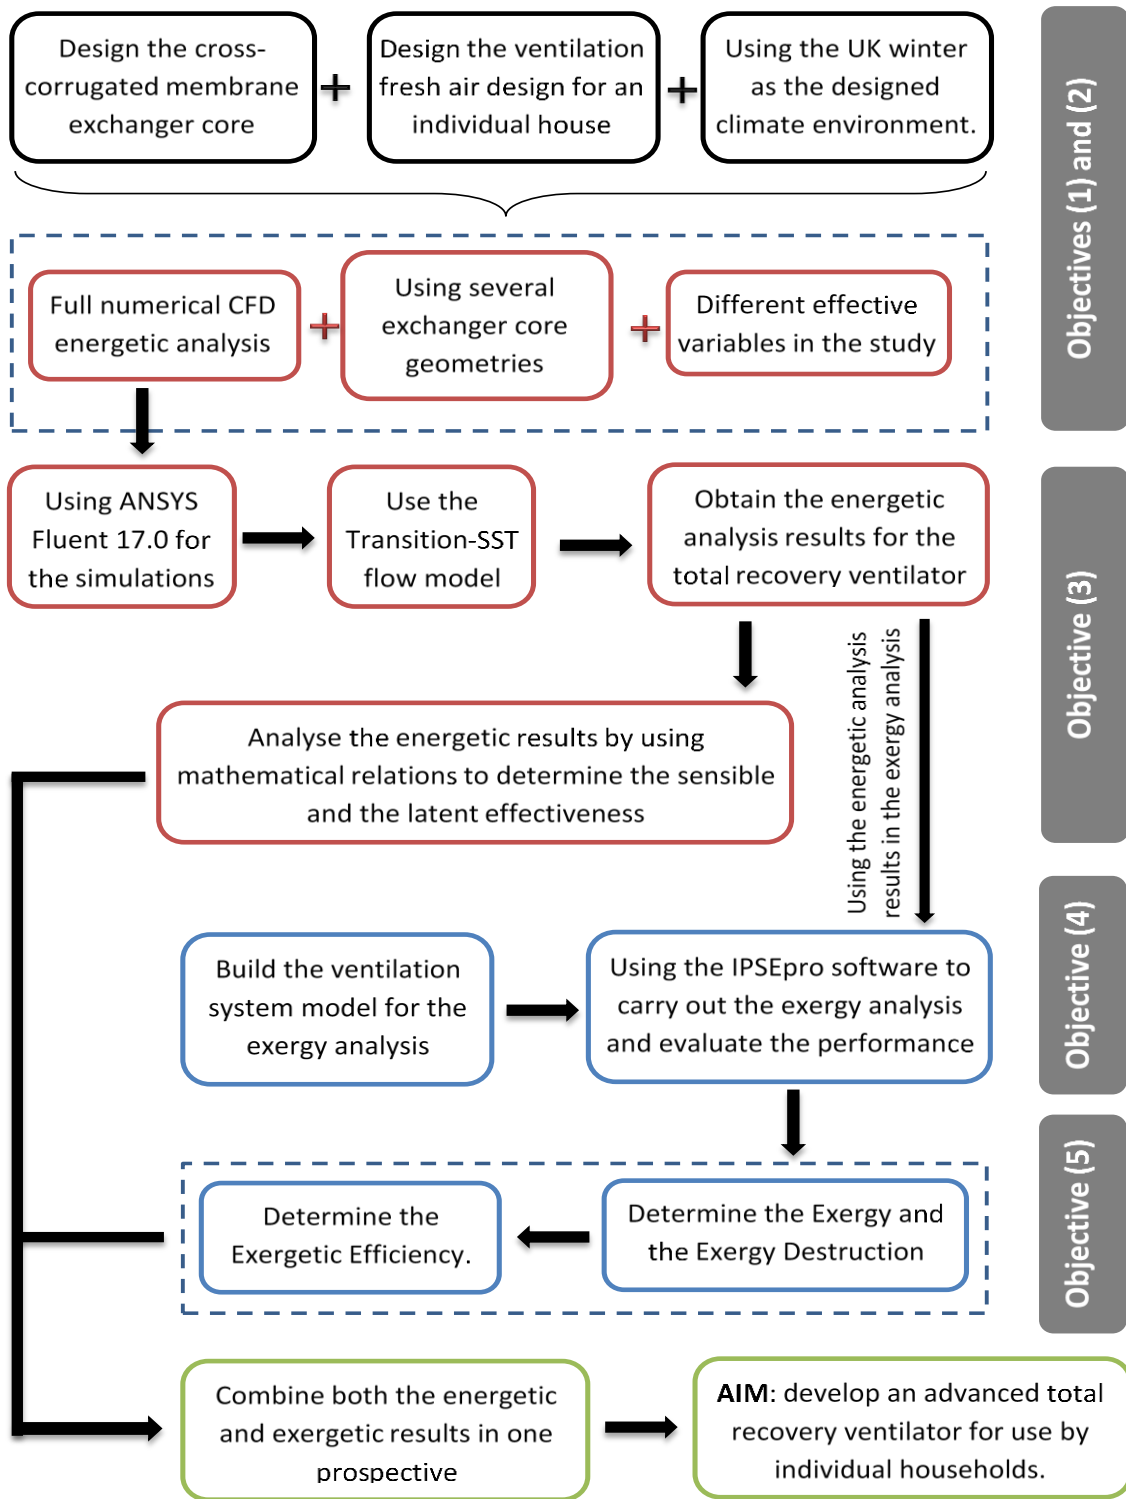 Design the cross-
corrugated membrane
exchanger core
+
Design the ventilation
fresh air design for an
individual house
+
Using the UK winter
as the designed
climate environment.
Objectives (1) and (2)
Full numerical CFD
energetic analysis
+
Using several
exchanger core
geometries
+
Different effective
variables in the study
Using ANSYS
Fluent 17.0 for
the simulations
Use the
Transition-SST
flow model
Obtain the energetic
analysis results for the
total recovery ventilator
Objective (3)
Using the energetic analysis
results in the exergy analysis
Analyse the energetic results by using
mathematical relations to determine the sensible
and the latent effectiveness
Build the ventilation
system model for the
exergy analysis
Using the IPSEpro software to
carry out the exergy analysis
and evaluate the performance
Objective (4)
Determine the
Exergetic Efficiency.
Determine the Exergy and
the Exergy Destruction
Objective (5)
Combine both the energetic
and exergetic results in one
prospective
AIM: develop an advanced total
recovery ventilator for use by
individual households.